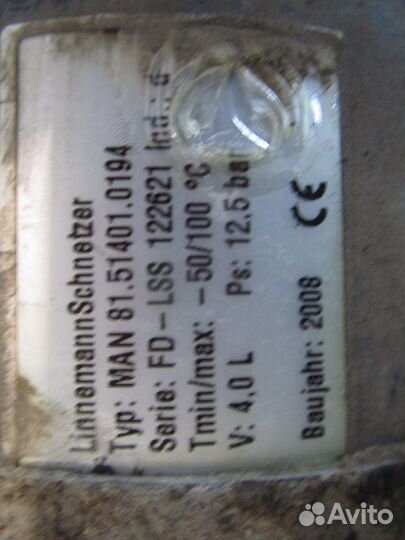 LinnemannSchnetzer
Typ: MAN 81.51401.0194
Serie: FD-LSS 122621 Ind.: d
Tmin/max: -50/100 °C
V: 4,0 L Ps: 12.5 bar
Baujahr: 2008 CE
Avito